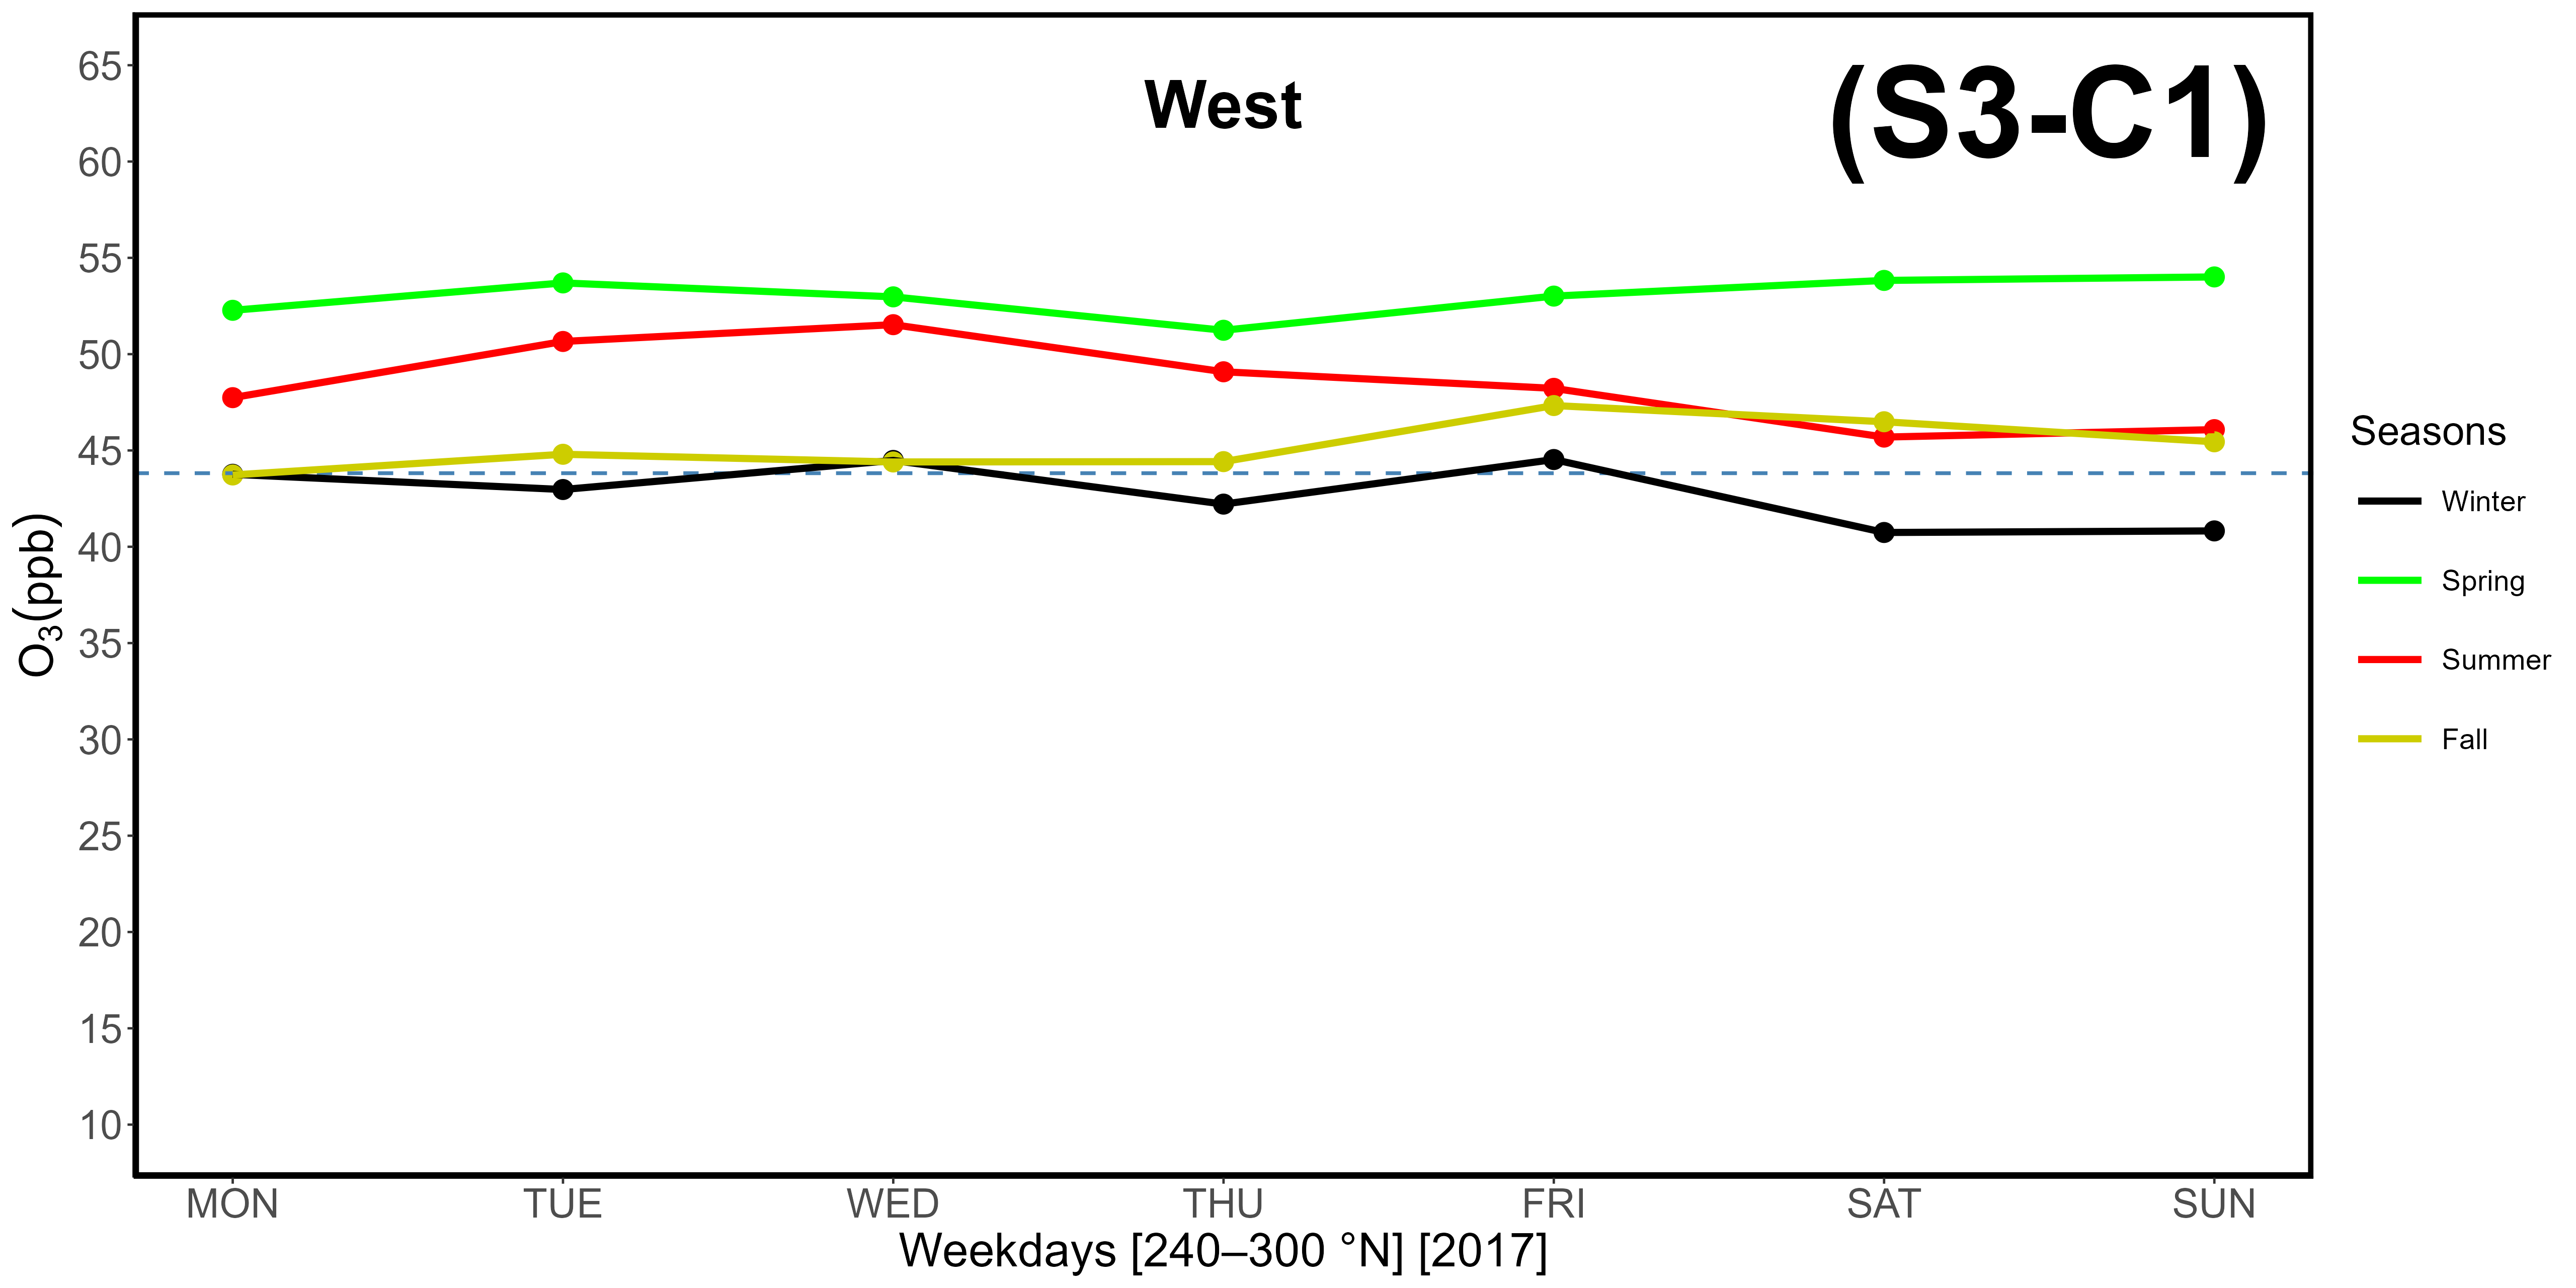 West
(S3-C1)
65
60
55
50
45
40
35
30
25
20
15
10
O₃(ppb)
MON TUE WED THU FRI SAT SUN
Weekdays [240–300 °N] [2017]
Seasons
Winter
Spring
Summer
Fall